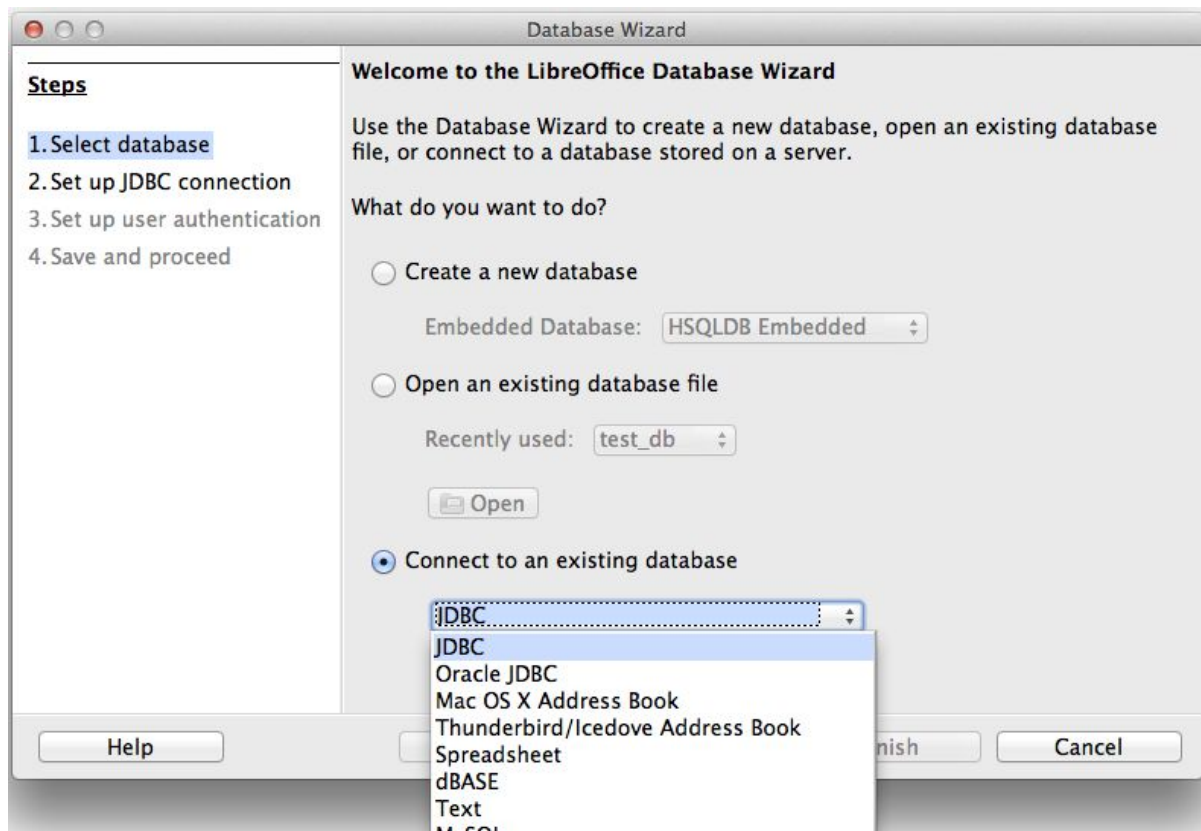 Database Wizard
Steps
1. Select database
2. Set up JDBC connection
3. Set up user authentication
4. Save and proceed
Welcome to the LibreOffice Database Wizard
Use the Database Wizard to create a new database, open an existing database
file, or connect to a database stored on a server.
What do you want to do?
Create a new database
Embedded Database: HSQLDB Embedded
Open an existing database file
Recently used: test_db
Open
Connect to an existing database
JDBC
JDBC
Oracle JDBC
Mac OS X Address Book
Thunderbird/Icedove Address Book
Spreadsheet
dBASE
Text
Help
Cancel